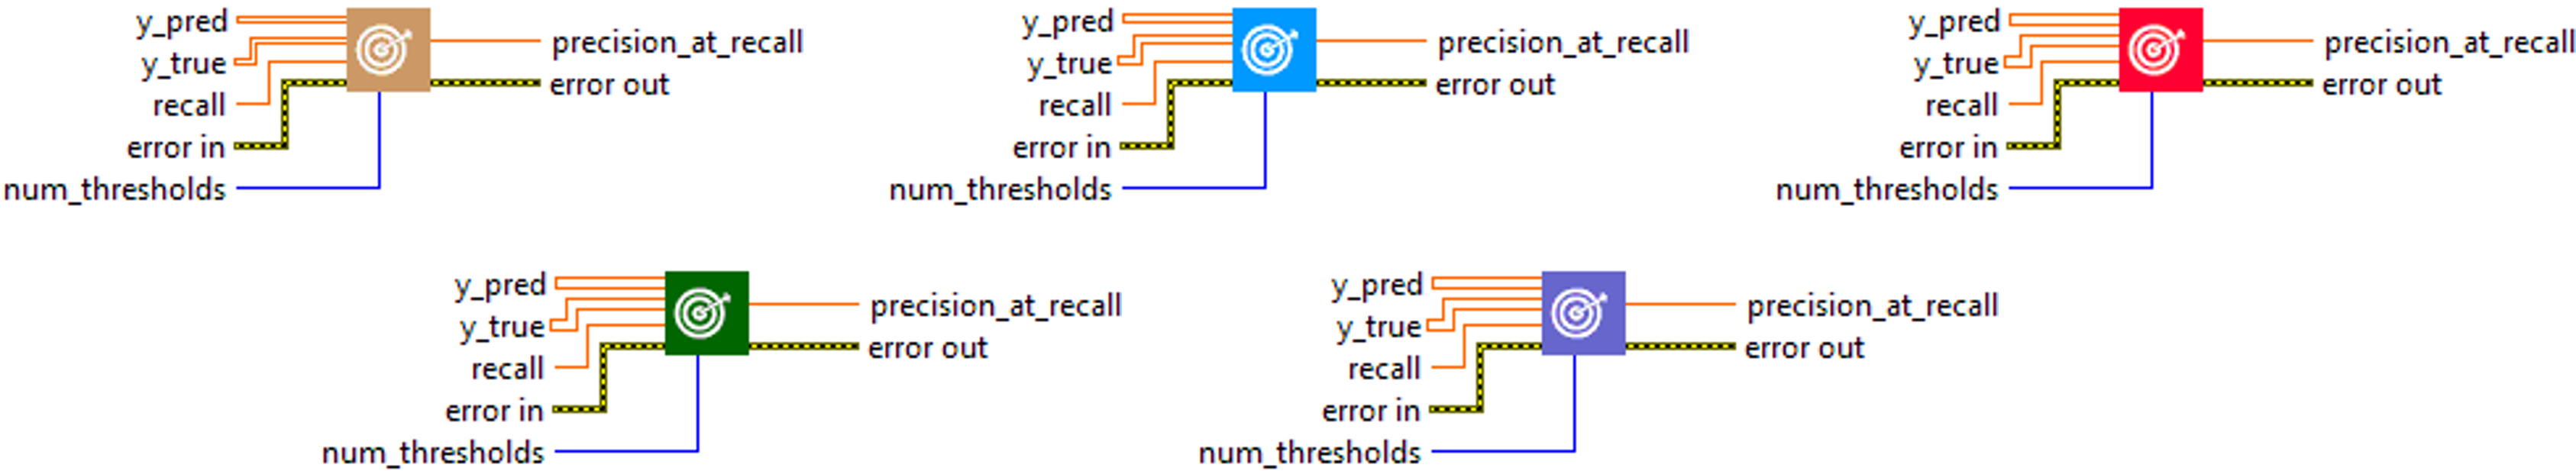 y_pred
y_true
recall
error in
num_thresholds
precision_at_recall
error out
y_pred
y_true
recall
error in
num_thresholds
precision_at_recall
error out
y_pred
y_true
recall
error in
num_thresholds
precision_at_recall
error out
y_pred
y_true
recall
error in
num_thresholds
precision_at_recall
error out
y_pred
y_true
recall
error in
num_thresholds
precision_at_recall
error out